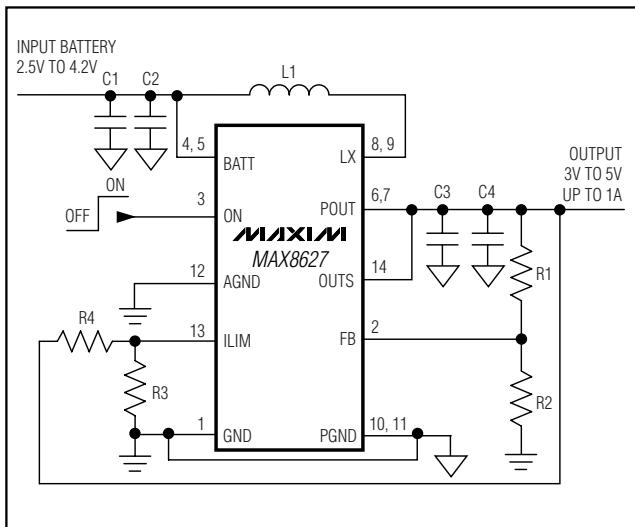 INPUT BATTERY
2.5V TO 4.2V
C1
C2
L1
4, 5
BATT
LX
8, 9
OUTPUT
3V TO 5V
UP TO 1A
ON
OFF
3
ON
POUT
6,7
C3
C4
MAXIM
MAX8627
12
AGND
OUTS
14
R1
R4
13
ILIM
FB
2
R3
R2
1
GND
PGND
10, 11